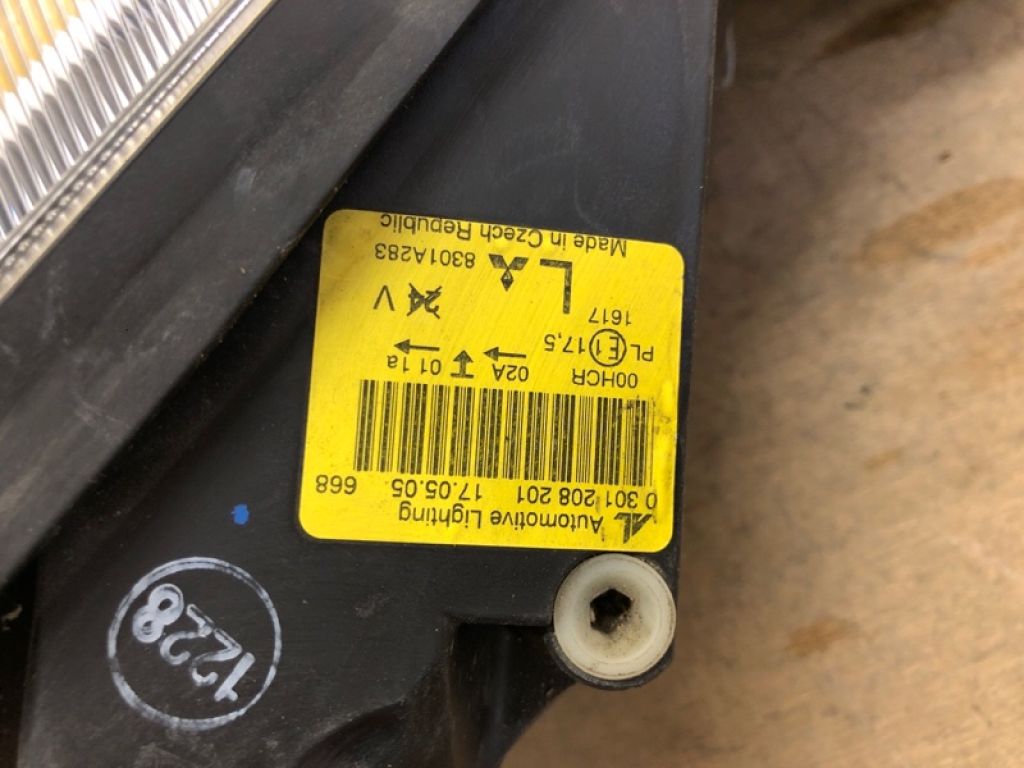 Automotive Lighting
0 301 208 201 17.05.05. 668
00HCR 02A 01 1a
PL E1 17,5
1617
24 V
L
8301A283
Made in Czech Republic
1228